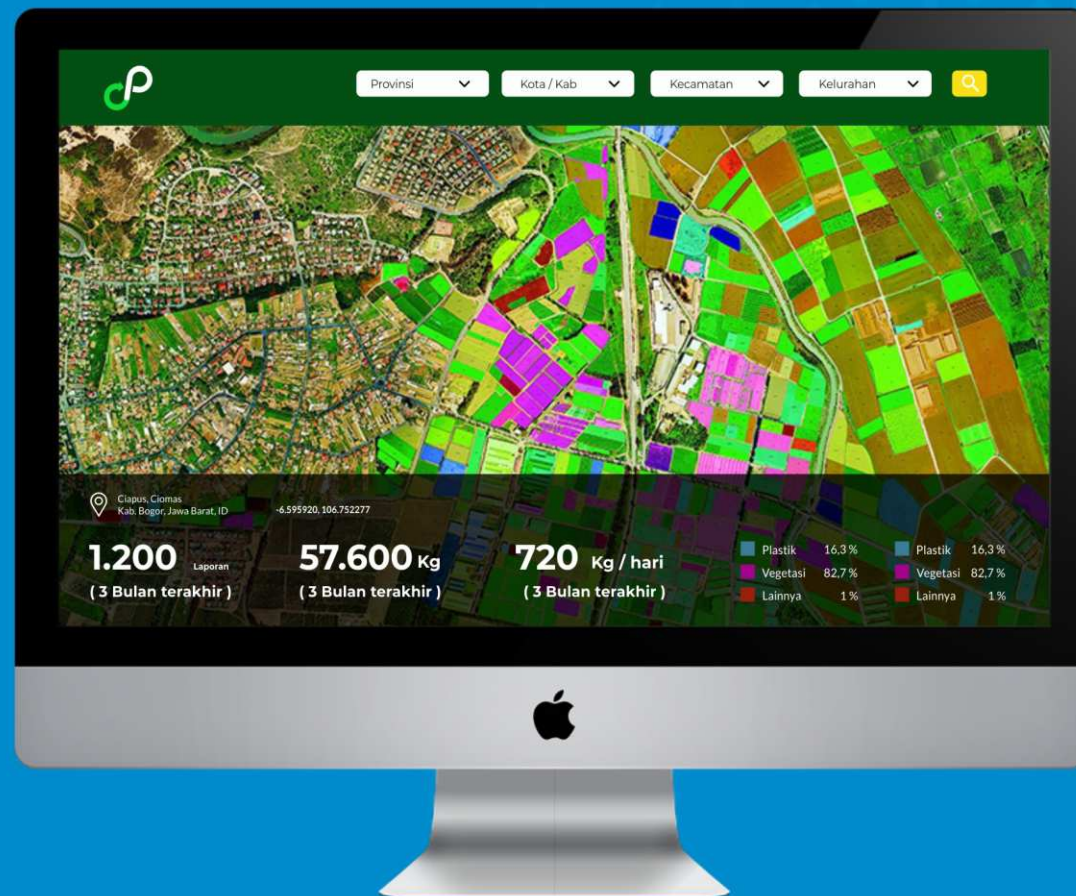 Provinsi
Kota / Kab
Kecamatan
Kelurahan
Ciapus, Ciomas
Kab. Bogor, Jawa Barat, ID
-6.595920, 106.752277
1.200 Laporan
( 3 Bulan terakhir )
57.600 Kg
( 3 Bulan terakhir )
720 Kg / hari
( 3 Bulan terakhir )
Plastik 16,3 %
Vegetasi 82,7 %
Lainnya 1 %
Plastik 16,3 %
Vegetasi 82,7 %
Lainnya 1 %